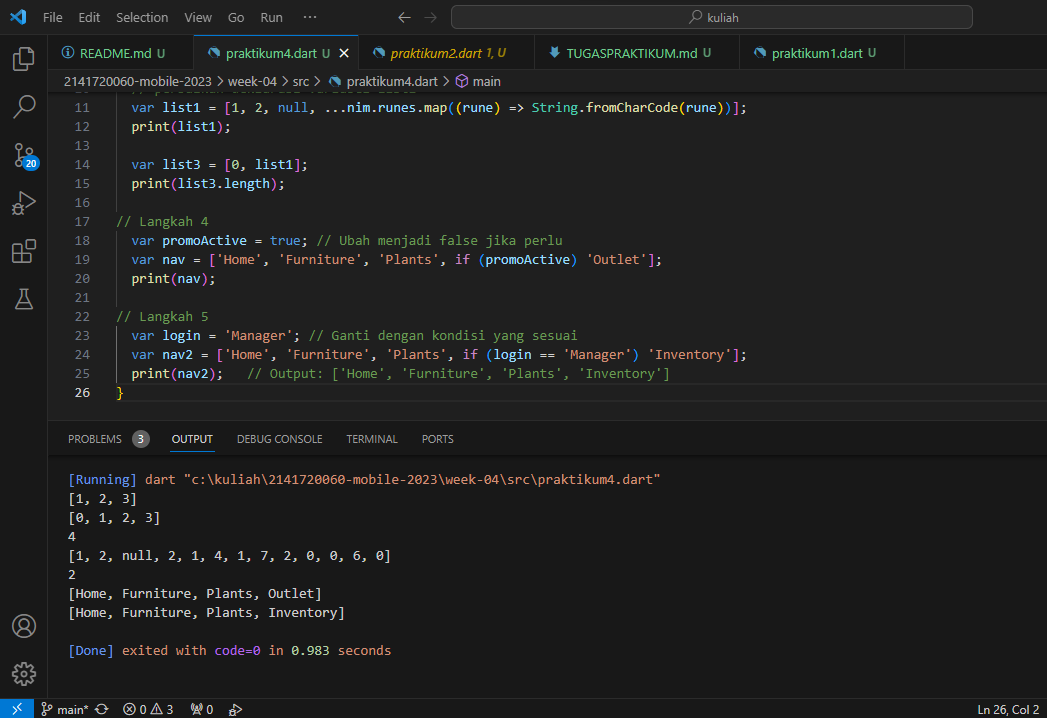 File Edit Selection View Go Run ··· ← → kuliah
README.md U praktikum4.dart U × praktikum2.dart 1, U TUGASPRAKTIKUM.md U praktikum1.dart U
2141720060-mobile-2023 > week-04 > src > praktikum4.dart > main
11 var list1 = [1, 2, null, ...nim.runes.map((rune) => String.fromCharCode(rune))];
12 print(list1);
13
14 var list3 = [0, list1];
15 print(list3.length);
16
17 // Langkah 4
18 var promoActive = true; // Ubah menjadi false jika perlu
19 var nav = ['Home', 'Furniture', 'Plants', if (promoActive) 'Outlet'];
20 print(nav);
21
22 // Langkah 5
23 var login = 'Manager'; // Ganti dengan kondisi yang sesuai
24 var nav2 = ['Home', 'Furniture', 'Plants', if (login == 'Manager') 'Inventory'];
25 print(nav2); // Output: ['Home', 'Furniture', 'Plants', 'Inventory']
26 }
20
PROBLEMS 3 OUTPUT DEBUG CONSOLE TERMINAL PORTS
[Running] dart "c:\kuliah\2141720060-mobile-2023\week-04\src\praktikum4.dart"
[1, 2, 3]
[0, 1, 2, 3]
4
[1, 2, null, 2, 1, 4, 1, 7, 2, 0, 0, 6, 0]
2
[Home, Furniture, Plants, Outlet]
[Home, Furniture, Plants, Inventory]
[Done] exited with code=0 in 0.983 seconds
main* 0 3 0 Ln 26, Col 2